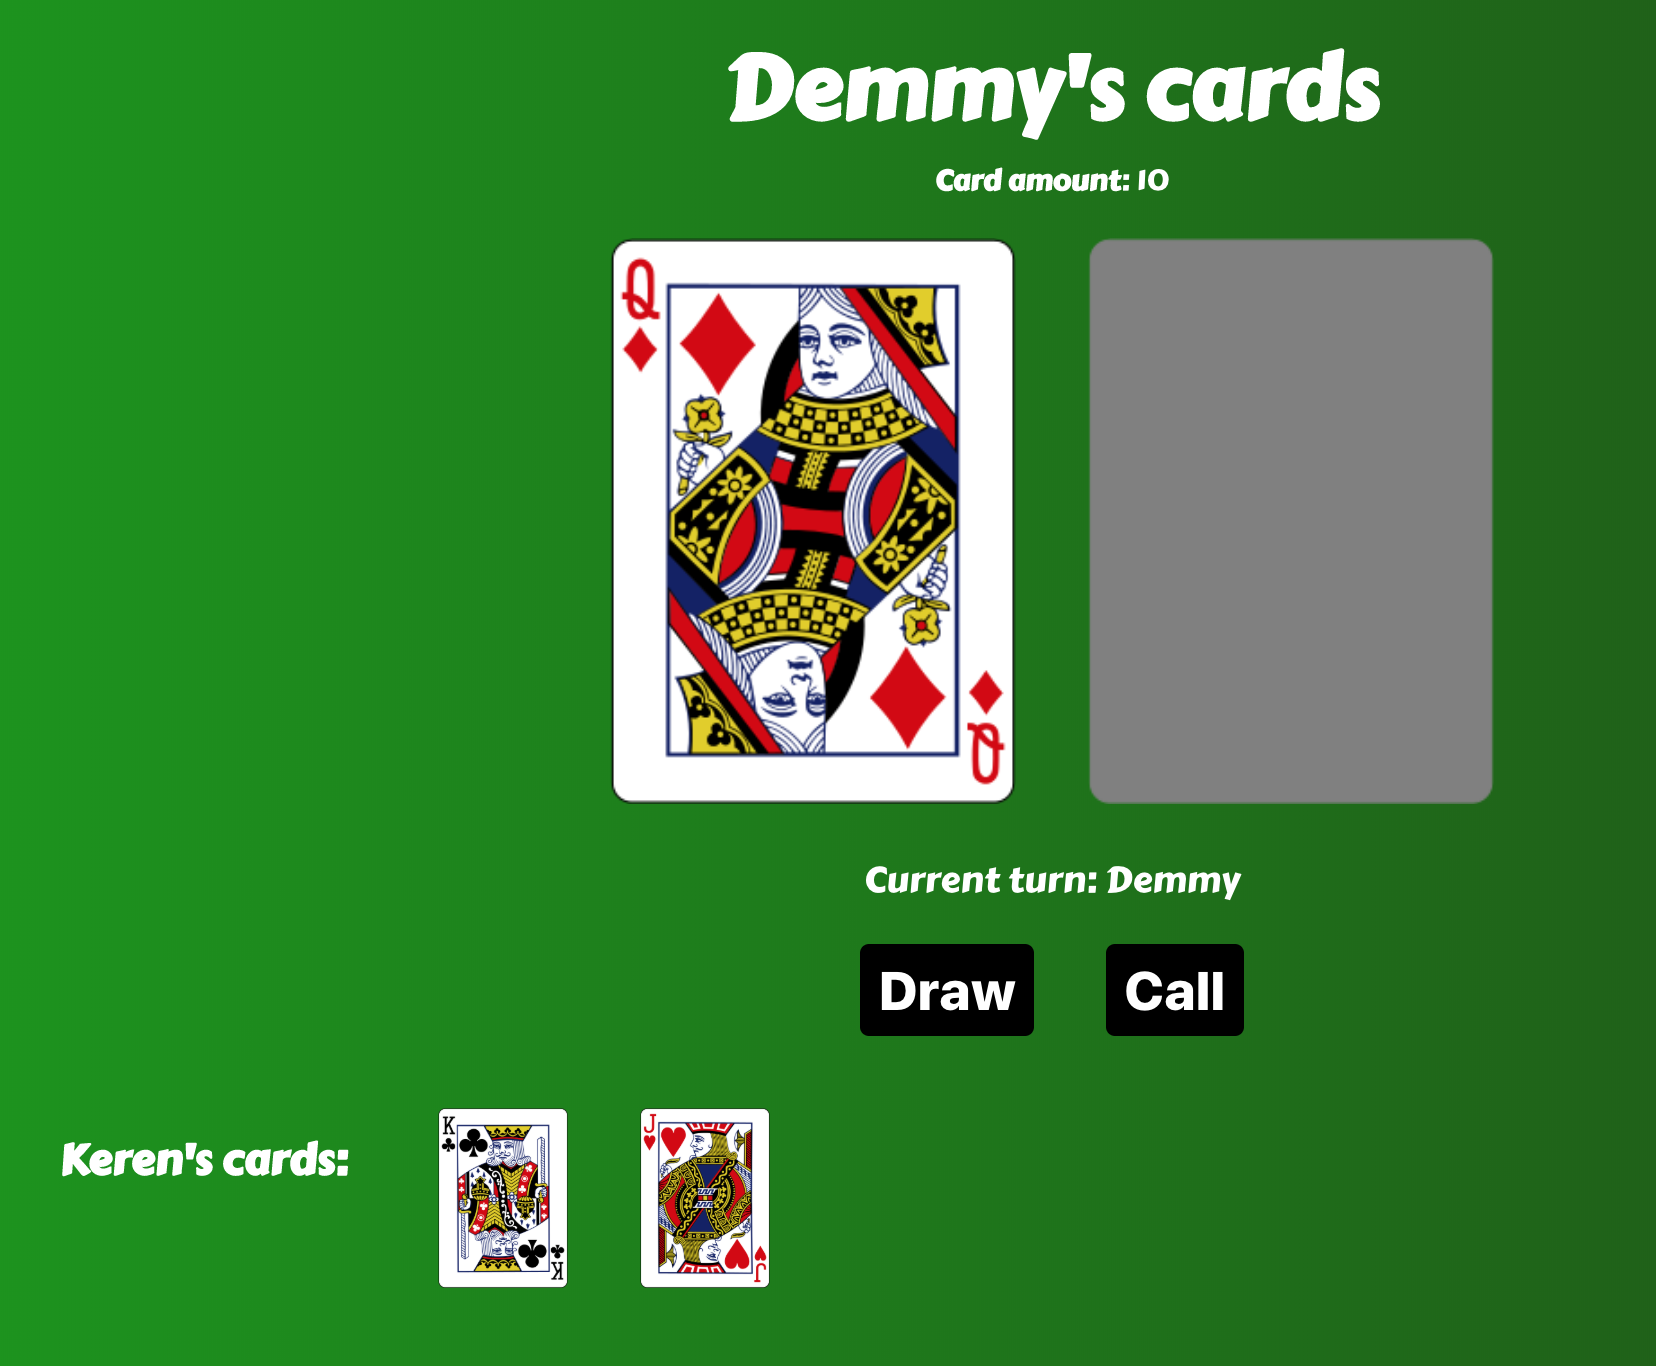 Demmy's cards
Card amount: 10
Q
Q
Current turn: Demmy
Draw Call
Keren's cards:
K
K
J
J